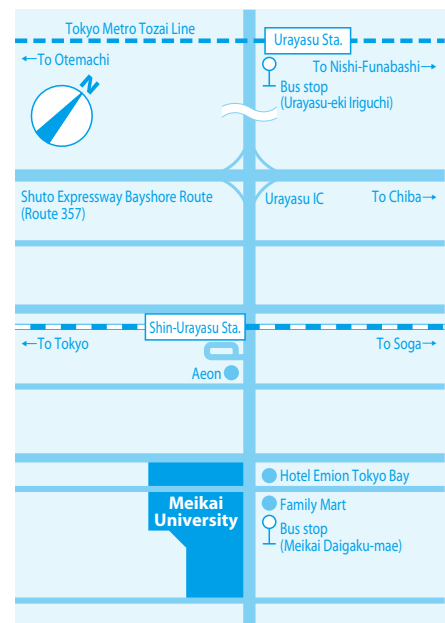 Tokyo Metro Tozai Line
Urayasu Sta.
←To Otemachi
To Nishi-Funabashi→
N
Bus stop
(Urayasu-eki Iriguchi)
Shuto Expressway Bayshore Route
(Route 357)
Urayasu IC
To Chiba→
Shin-Urayasu Sta.
←To Tokyo
To Soga→
Aeon
Hotel Emion Tokyo Bay
Meikai
University
Family Mart
Bus stop
(Meikai Daigaku-mae)